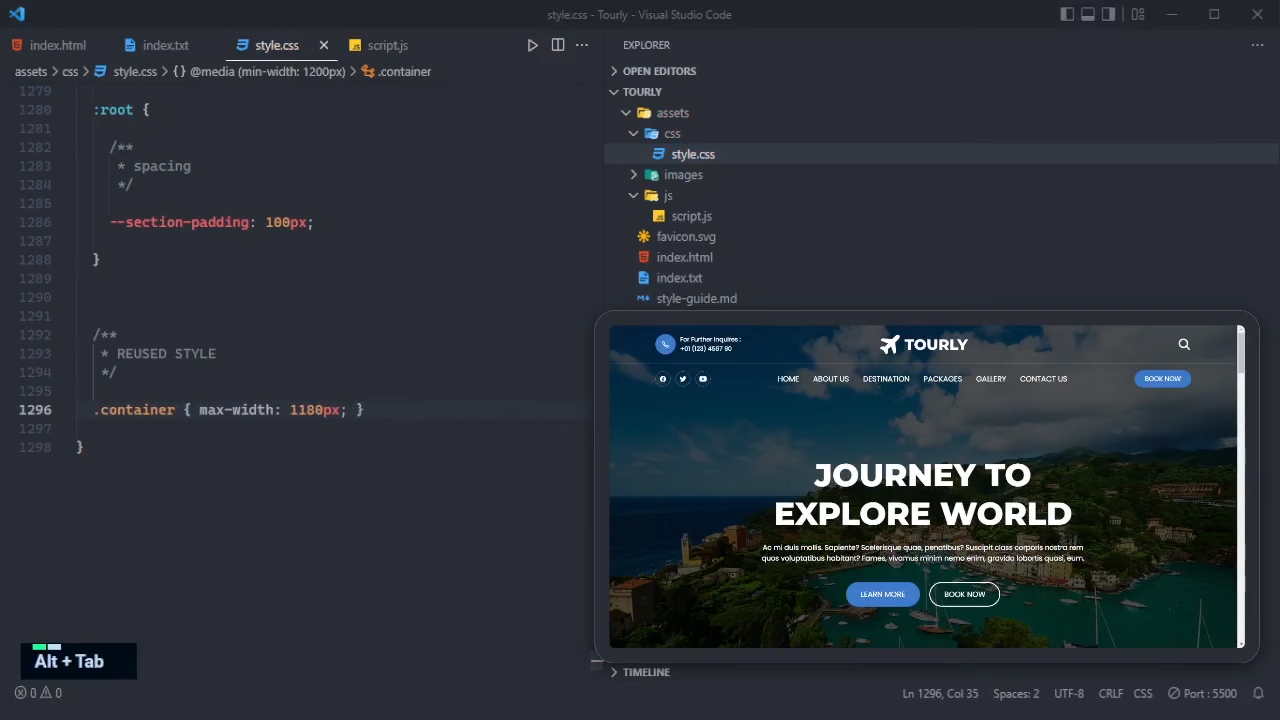 style.css - Tourly - Visual Studio Code
index.html
index.txt
style.css
script.js
assets > css > style.css > {} @media (min-width: 1200px) > .container
1279
1280 :root {
1281
1282 /**
1283 * spacing
1284 */
1285
1286 --section-padding: 100px;
1287
1288 }
1289
1290
1291
1292 /**
1293 * REUSED STYLE
1294 */
1295
1296 .container { max-width: 1180px; }
1297
1298 }
EXPLORER
OPEN EDITORS
TOURLY
assets
css
style.css
images
js
script.js
favicon.svg
index.html
index.txt
style-guide.md
For Further Inquires :
+01 (123) 4567 90
TOURLY
HOME ABOUT US DESTINATION PACKAGES GALLERY CONTACT US
BOOK NOW
JOURNEY TO
EXPLORE WORLD
Ac mi duis mollis. Sapiente? Scelerisque quae, penatibus? Suscipit class corporis nostra rem
quos voluptatibus habitant? Fames, vivamus minim nemo enim, gravida lobortis quasi, eum.
LEARN MORE
BOOK NOW
TIMELINE
Alt + Tab
0 0
Ln 1296, Col 35 Spaces: 2 UTF-8 CRLF CSS Port : 5500